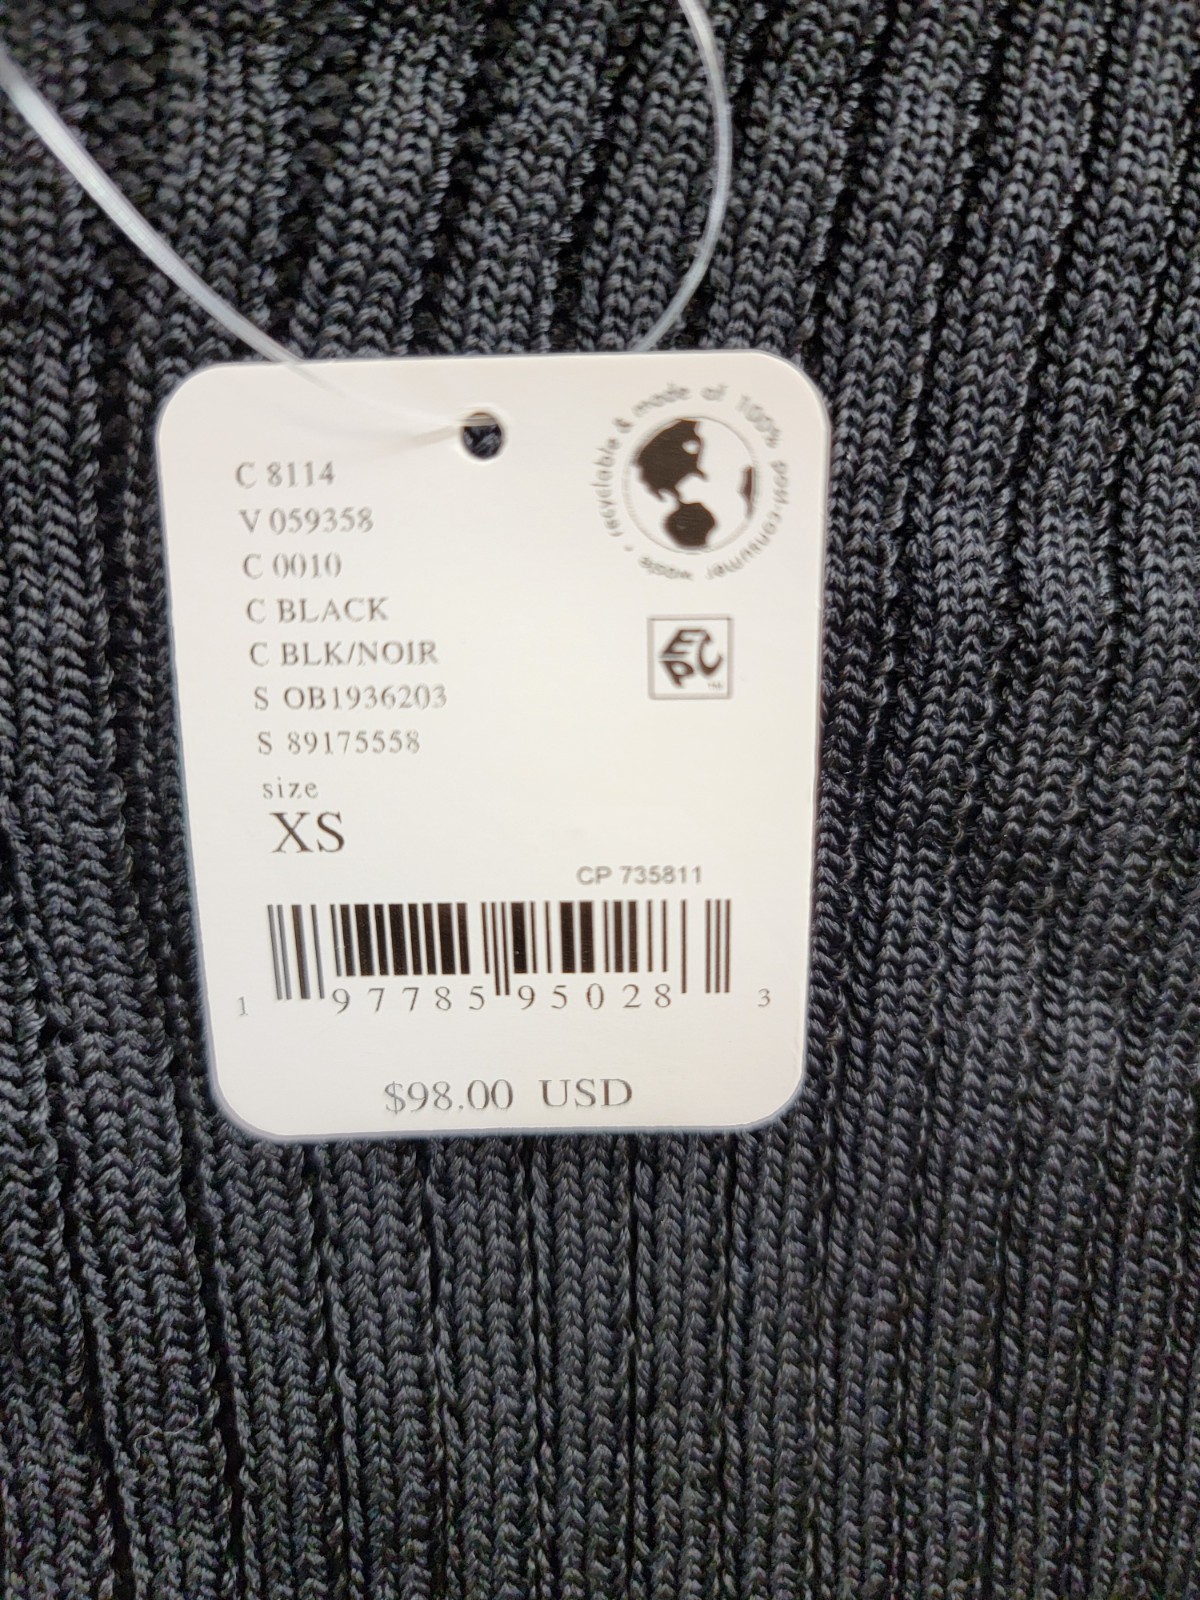 recyclable & made of 100% post-consumer waste •
C 8114
V 059358
C 0010
C BLACK
C BLK/NOIR
EPC
S OB1936203
S 89175558
size
XS
CP 735811
1 97785 95028 3
$98.00 USD